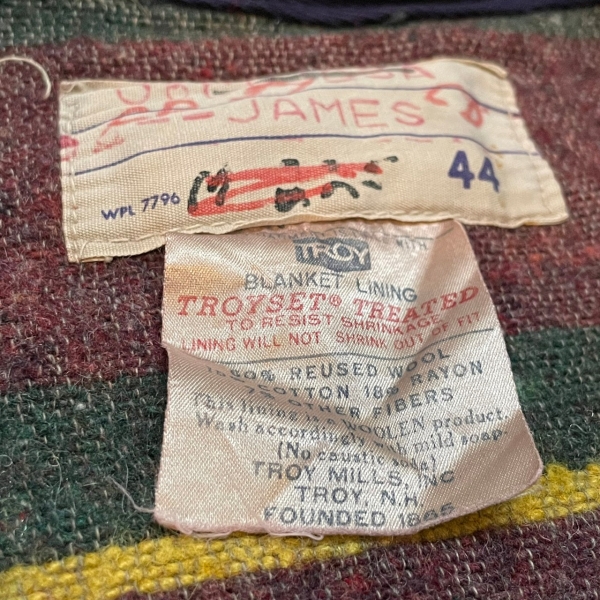 JAMES
WPL 7796
44
TROY
BLANKET LINING
TROYSET® TREATED
TO RESIST SHRINKAGE
LINING WILL NOT SHRINK OUT OF FIT
REUSED WOOL
COTTON 18% RAYON
OTHER FIBERS
This lining is a WOOLEN product.
Wash accordingly with mild soap.
(No caustic soda)
TROY MILLS, INC
TROY, N.H.
FOUNDED